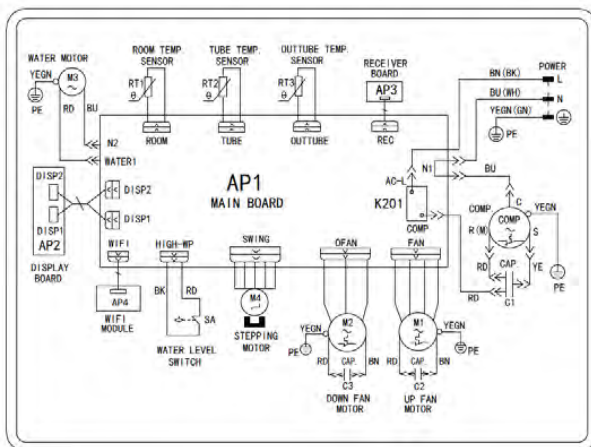 ROOM TEMP. SENSOR
TUBE TEMP. SENSOR
OUTTUBE TEMP. SENSOR
RECEIVER BOARD
POWER
WATER MOTOR
YEGN
M3
PE
RD
BU
RT1
θ
RT2
θ
RT3
θ
AP3
BN(BK)
L
BU(WH)
N
YEGN(GN)
PE
ROOM
TUBE
OUTTUBE
REC
N2
WATER1
N1
BU
AP1
MAIN BOARD
AC-L
K201
COMP
DISP2
DISP1
AP2
DISPLAY BOARD
DISP2
DISP1
COMP.
C
COMP
YEGN
R(M)
S
PE
RD
CAP.
YE
C1
RD
WIFI
HIGH-WP
SWING
OFAN
FAN
AP4
WIFI MODULE
BK
RD
SA
WATER LEVEL SWITCH
M4
STEPPING MOTOR
YEGN
M2
PE
RD
CAP.
BN
C3
DOWN FAN MOTOR
M1
YEGN
PE
RD
CAP.
BN
C2
UP FAN MOTOR